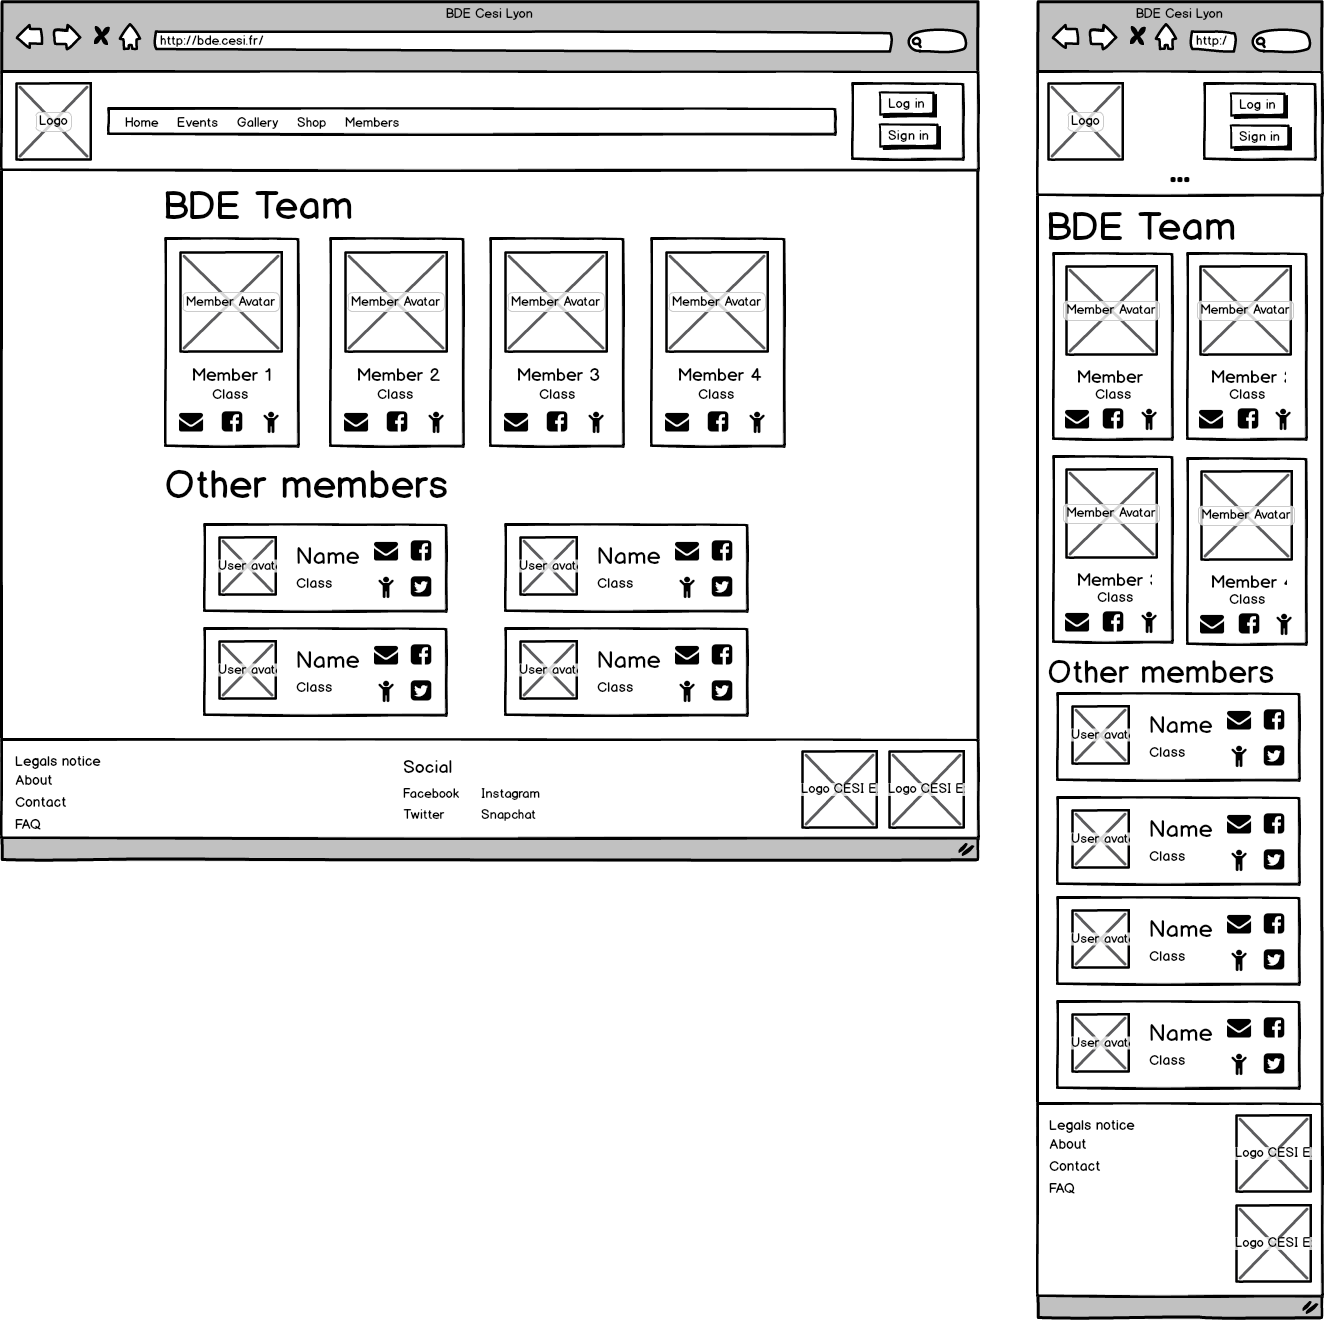 BDE Cesi Lyon
http://bde.cesi.fr/
Logo
Home Events Gallery Shop Members
Log in
Sign in
BDE Team
Member Avatar Member Avatar Member Avatar Member Avatar
Member 1 Member 2 Member 3 Member 4
Class Class Class Class
Other members
User avat Name User avat Name
Class Class
User avat Name User avat Name
Class Class
Legals notice
About
Contact
FAQ
Social
Facebook Instagram
Twitter Snapchat
Logo CESI E Logo CESI E
BDE Cesi Lyon
http:/
Logo
Log in
Sign in
...
BDE Team
Member Avatar Member Avatar
Member Member
Class Class
Member Avatar Member Avatar
Member Member
Class Class
Other members
User avat Name
Class
User avat Name
Class
User avat Name
Class
User avat Name
Class
Legals notice
About
Contact
FAQ
Logo CESI E
Logo CESI E